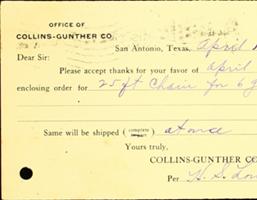 OFFICE OF
COLLINS-GUNTHER CO
San Antonio, Texas, April
Dear Sir:
Please accept thanks for your favor of april
enclosing order for 25 ft Chain for 6 g
Same will be shipped (complete) at once
Yours truly,
COLLINS-GUNTHER CO
Per H. S.